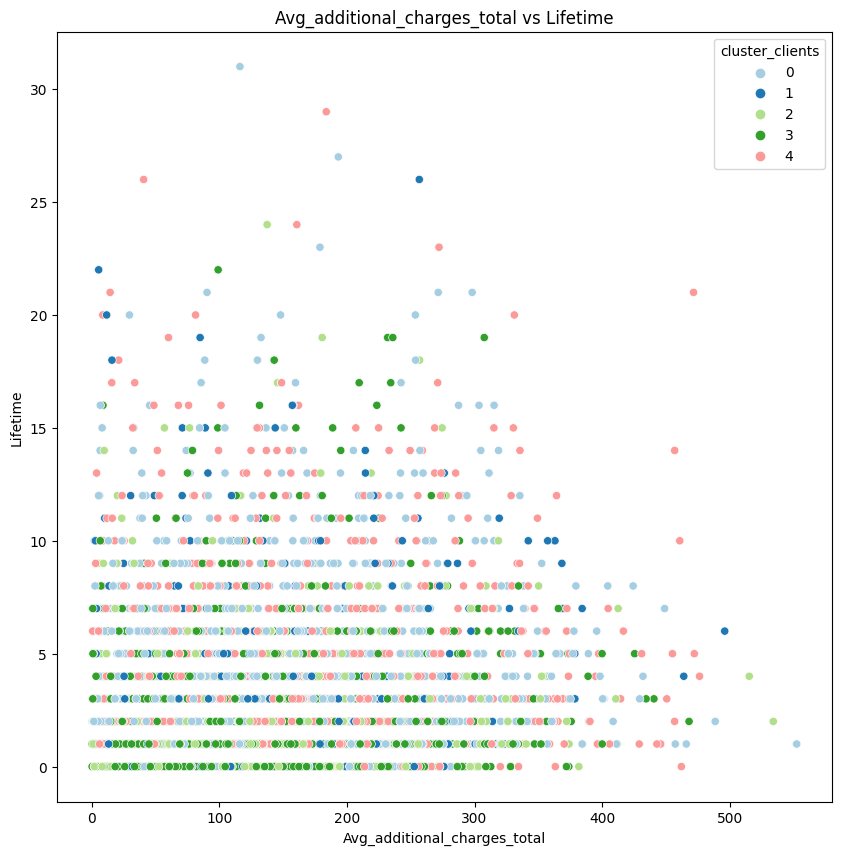 Avg_additional_charges_total vs Lifetime
cluster_clients
0
1
2
3
4
30
25
20
15
10
5
0
Lifetime
0 100 200 300 400 500
Avg_additional_charges_total